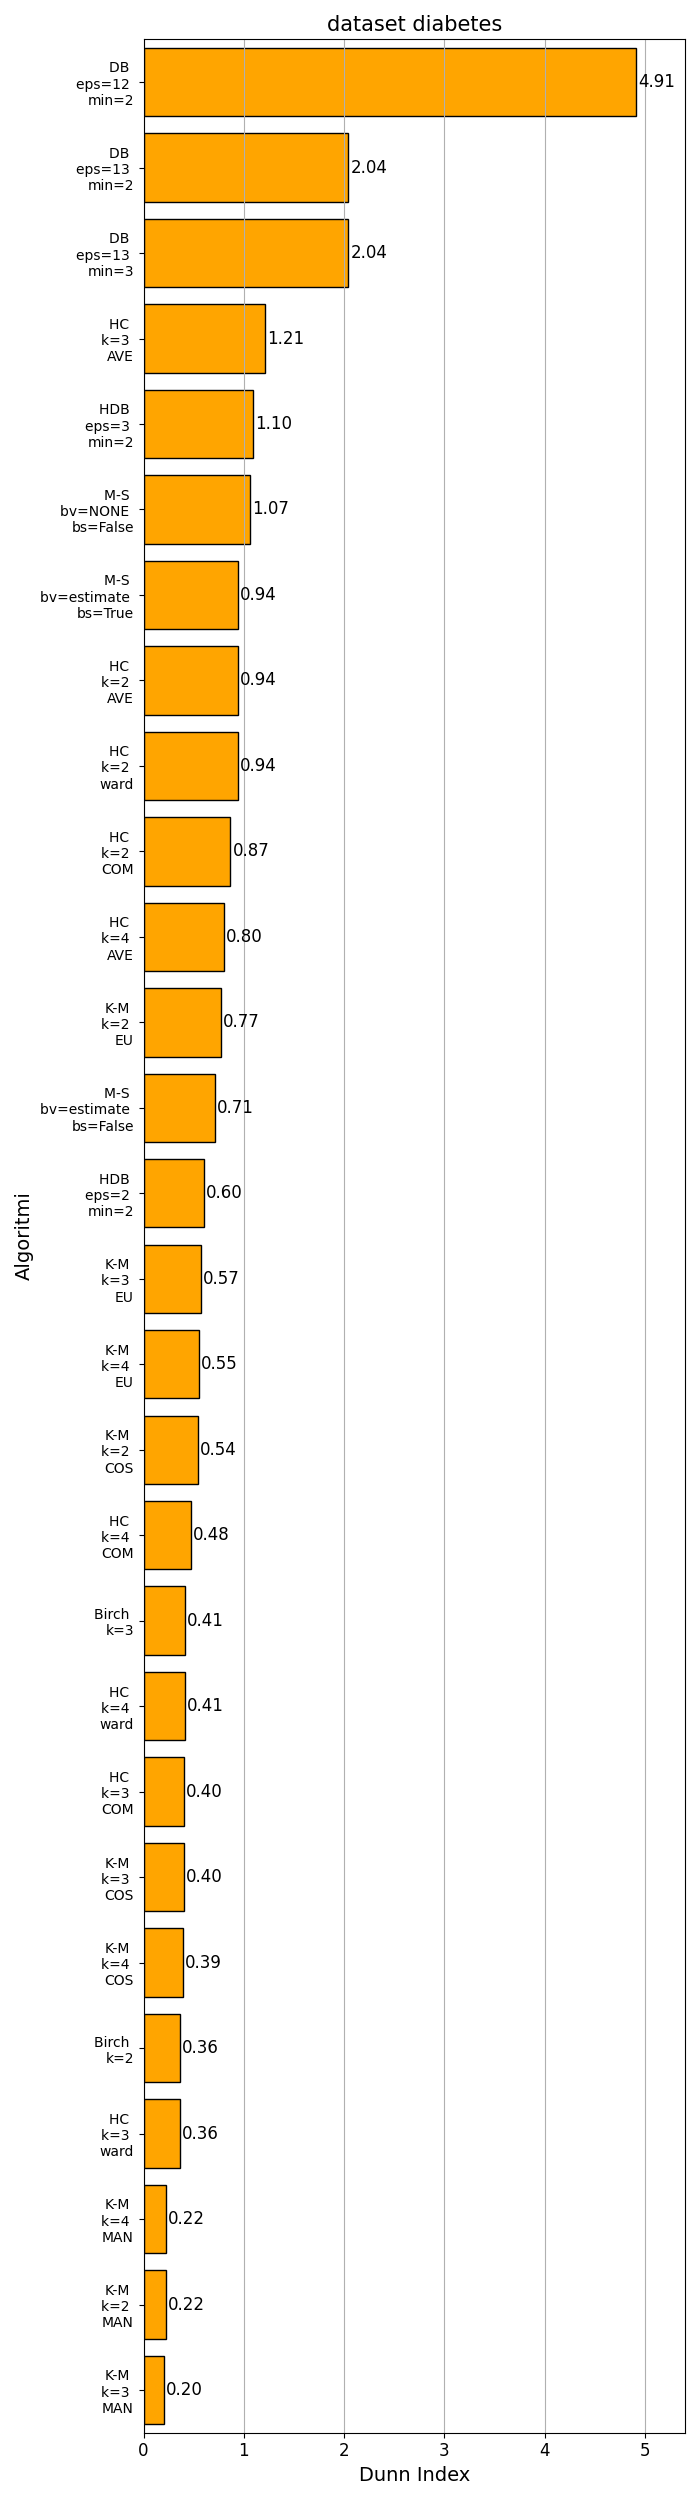 dataset diabetes
DB
eps=12
min=2
4.91
DB
eps=13
min=2
2.04
DB
eps=13
min=3
2.04
HC
k=3
AVE
1.21
HDB
eps=3
min=2
1.10
M-S
bv=NONE
bs=False
1.07
M-S
bv=estimate
bs=True
0.94
HC
k=2
AVE
0.94
HC
k=2
ward
0.94
HC
k=2
COM
0.87
HC
k=4
AVE
0.80
K-M
k=2
EU
0.77
M-S
bv=estimate
bs=False
0.71
HDB
eps=2
min=2
0.60
K-M
k=3
EU
0.57
K-M
k=4
EU
0.55
K-M
k=2
COS
0.54
HC
k=4
COM
0.48
Birch
k=3
0.41
HC
k=4
ward
0.41
HC
k=3
COM
0.40
K-M
k=3
COS
0.40
K-M
k=4
COS
0.39
Birch
k=2
0.36
HC
k=3
ward
0.36
K-M
k=4
MAN
0.22
K-M
k=2
MAN
0.22
K-M
k=3
MAN
0.20
Algoritmi
0 1 2 3 4 5
Dunn Index